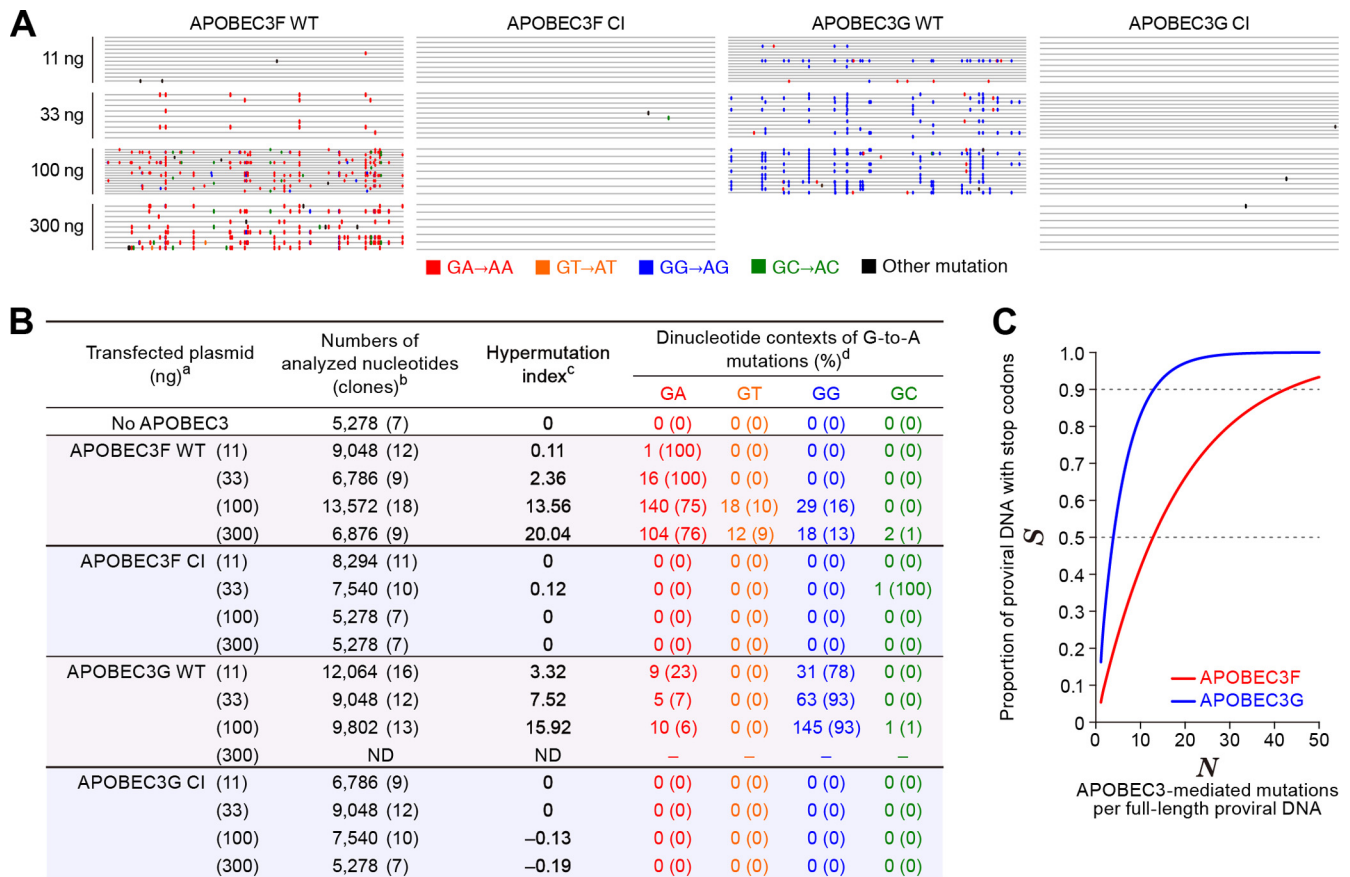 A
APOBEC3F WT APOBEC3F CI APOBEC3G WT APOBEC3G CI
11 ng
33 ng
100 ng
300 ng
GA→AA GT→AT GG→AG GC→AC Other mutation
B
Transfected plasmid (ng)a
Numbers of analyzed nucleotides (clones)b
Hypermutation indexc
Dinucleotide contexts of G-to-A mutations (%)d
GA GT GG GC
No APOBEC3 5,278 (7) 0 0 (0) 0 (0) 0 (0) 0 (0)
APOBEC3F WT (11) 9,048 (12) 0.11 1 (100) 0 (0) 0 (0) 0 (0)
(33) 6,786 (9) 2.36 16 (100) 0 (0) 0 (0) 0 (0)
(100) 13,572 (18) 13.56 140 (75) 18 (10) 29 (16) 0 (0)
(300) 6,876 (9) 20.04 104 (76) 12 (9) 18 (13) 2 (1)
APOBEC3F CI (11) 8,294 (11) 0 0 (0) 0 (0) 0 (0) 0 (0)
(33) 7,540 (10) 0.12 0 (0) 0 (0) 0 (0) 1 (100)
(100) 5,278 (7) 0 0 (0) 0 (0) 0 (0) 0 (0)
(300) 5,278 (7) 0 0 (0) 0 (0) 0 (0) 0 (0)
APOBEC3G WT (11) 12,064 (16) 3.32 9 (23) 0 (0) 31 (78) 0 (0)
(33) 9,048 (12) 7.52 5 (7) 0 (0) 63 (93) 0 (0)
(100) 9,802 (13) 15.92 10 (6) 0 (0) 145 (93) 1 (1)
(300) ND ND – – – –
APOBEC3G CI (11) 6,786 (9) 0 0 (0) 0 (0) 0 (0) 0 (0)
(33) 9,048 (12) 0 0 (0) 0 (0) 0 (0) 0 (0)
(100) 7,540 (10) –0.13 0 (0) 0 (0) 0 (0) 0 (0)
(300) 5,278 (7) –0.19 0 (0) 0 (0) 0 (0) 0 (0)
C
Proportion of proviral DNA with stop codons
S
1.0
0.9
0.8
0.7
0.6
0.5
0.4
0.3
0.2
0.1
0
APOBEC3F
APOBEC3G
0 10 20 30 40 50
N
APOBEC3-mediated mutations
per full-length proviral DNA